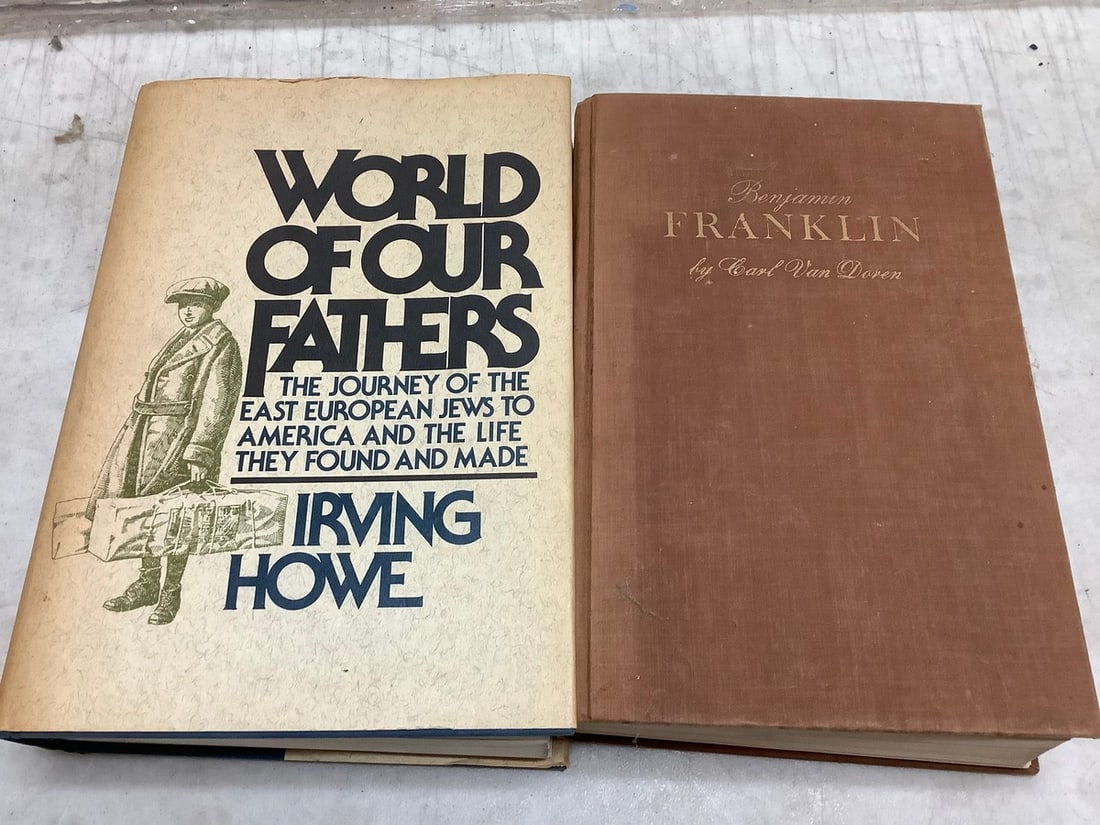 WORLD
OF OUR
FATHERS
THE JOURNEY OF THE
EAST EUROPEAN JEWS TO
AMERICA AND THE LIFE
THEY FOUND AND MADE
IRVING
HOWE
Benjamin
FRANKLIN
by Carl Van Doren